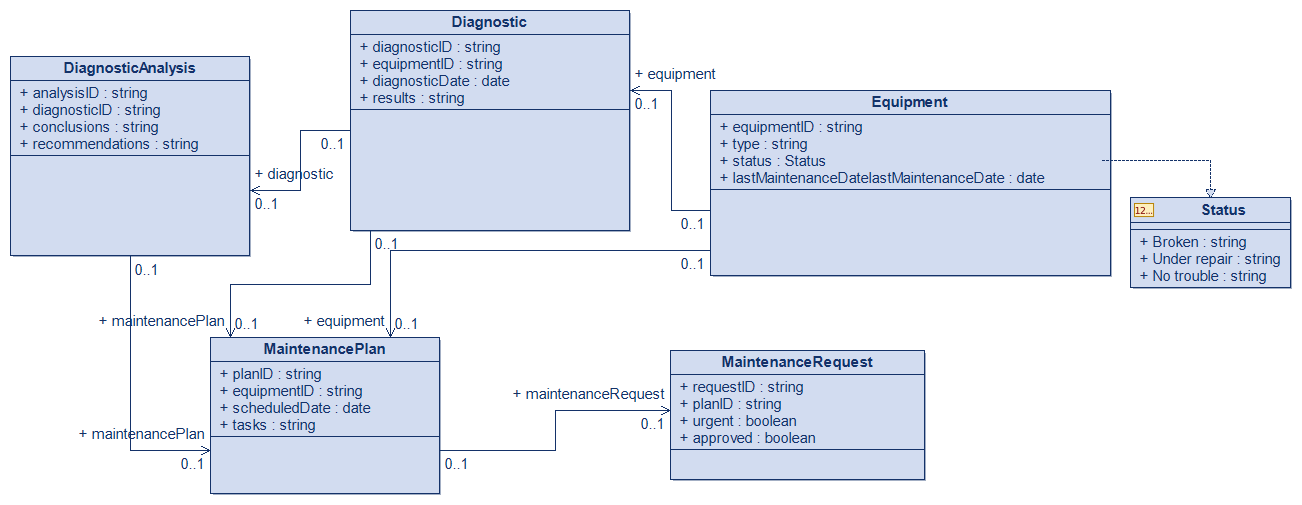 Diagnostic
+ diagnosticID : string
+ equipmentID : string
+ diagnosticDate : date
+ results : string
DiagnosticAnalysis
+ analysisID : string
+ diagnosticID : string
+ conclusions : string
+ recommendations : string
+ equipment
0..1
Equipment
+ equipmentID : string
+ type : string
+ status : Status
+ lastMaintenanceDatelastMaintenanceDate : date
0..1
+ diagnostic
0..1
0..1
0..1
12...
Status
+ Broken : string
+ Under repair : string
+ No trouble : string
0..1
0..1
+ maintenancePlan
0..1
+ equipment
0..1
MaintenancePlan
+ planID : string
+ equipmentID : string
+ scheduledDate : date
+ tasks : string
+ maintenancePlan
0..1
0..1
+ maintenanceRequest
0..1
MaintenanceRequest
+ requestID : string
+ planID : string
+ urgent : boolean
+ approved : boolean